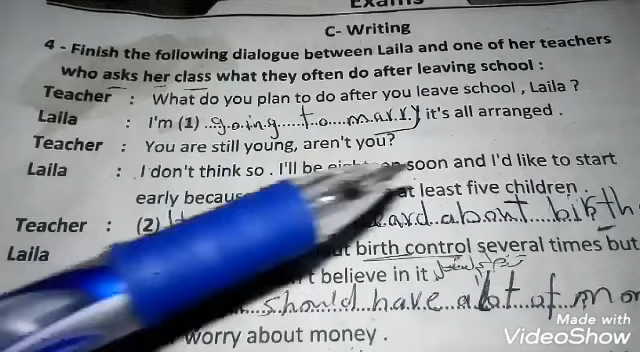 Exams
C- Writing
4 - Finish the following dialogue between Laila and one of her teachers
who asks her class what they often do after leaving school :
Teacher : What do you plan to do after you leave school , Laila ?
Laila : I'm (1) ..going......to....marry it's all arranged .
Teacher : You are still young, aren't you?
Laila : I don't think so . I'll be soon and I'd like to start
early at least five children .
Teacher : (2) about....birth
Laila birth control several times but
believe in it تنظيم النسل
should..have a lot of
worry about money .
Made with
VideoShow